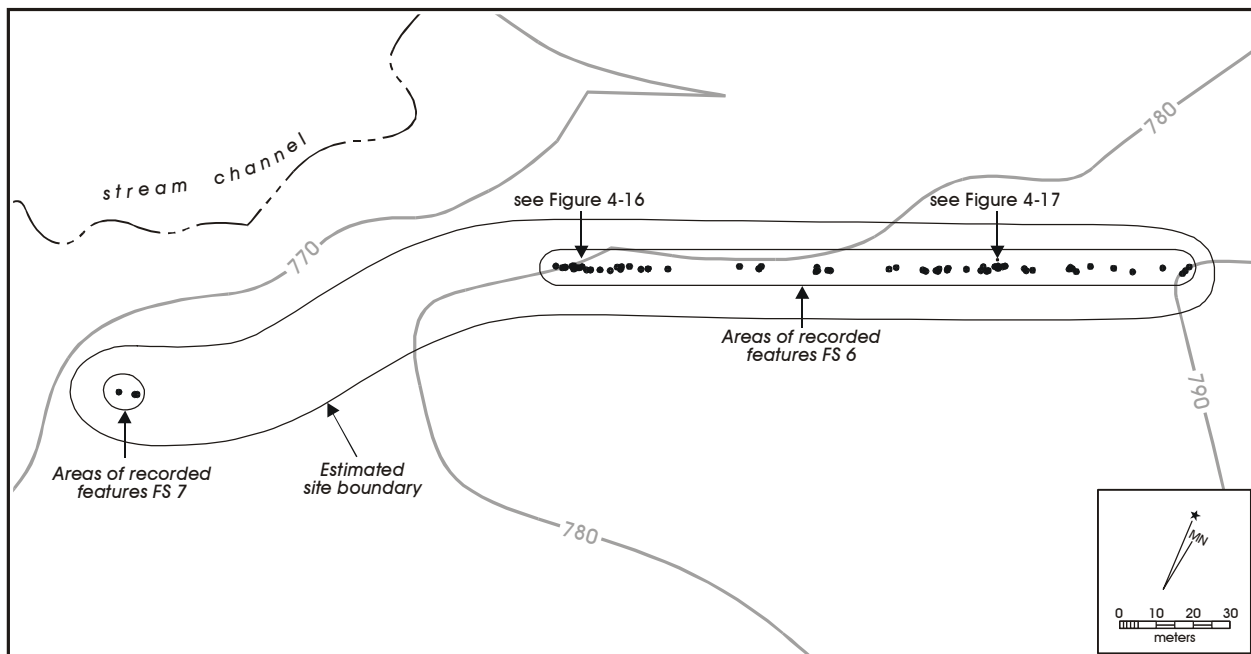 780
stream channel
see Figure 4-16
see Figure 4-17
770
Areas of recorded
features FS 6
790
Areas of recorded
features FS 7
Estimated
site boundary
780
MN
0 10 20 30
meters